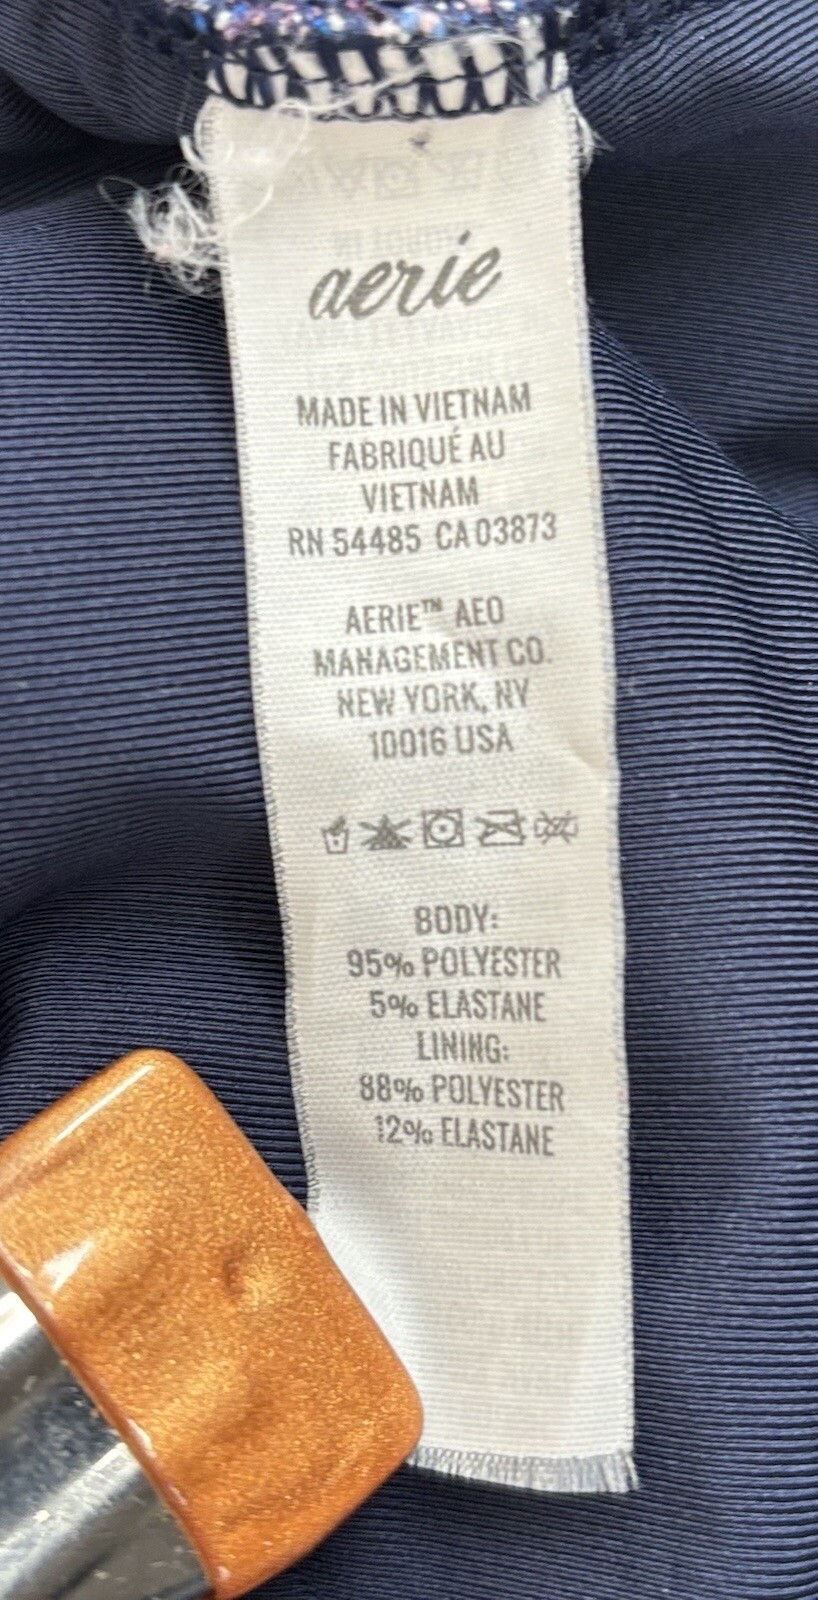 aerie
MADE IN VIETNAM
FABRIQUÉ AU
VIETNAM
RN 54485 CA 03873
AERIE™ AEO
MANAGEMENT CO.
NEW YORK, NY
10016 USA
BODY:
95% POLYESTER
5% ELASTANE
LINING:
88% POLYESTER
12% ELASTANE